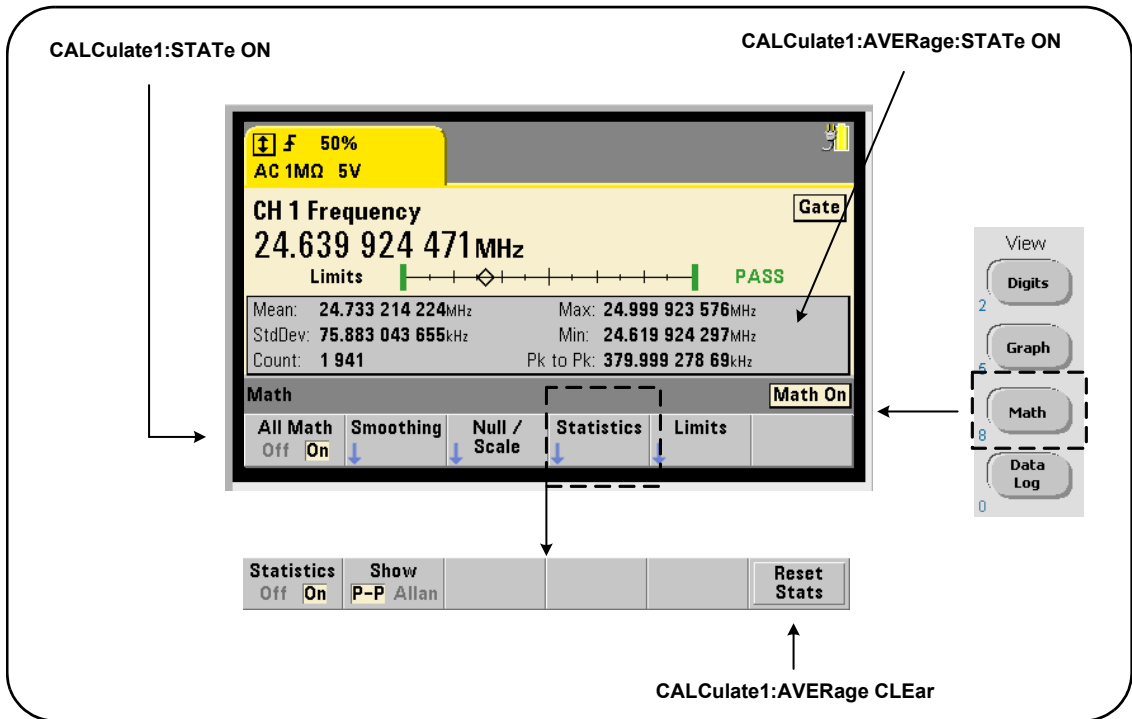 CALCulate1:STATe ON
CALCulate1:AVERage:STATe ON
50%
AC 1MΩ 5V
CH 1 Frequency
Gate
24.639 924 471 MHz
Limits
PASS
Mean: 24.733 214 224MHz
Max: 24.999 923 576MHz
StdDev: 75.883 043 655kHz
Min: 24.619 924 297MHz
Count: 1 941
Pk to Pk: 379.999 278 69kHz
Math
Math On
All Math
Off On
Smoothing
Null /
Scale
Statistics
Limits
View
Digits
2
Graph
5
Math
8
Data
Log
0
Statistics
Off On
Show
P-P Allan
Reset
Stats
CALCulate1:AVERage CLEar